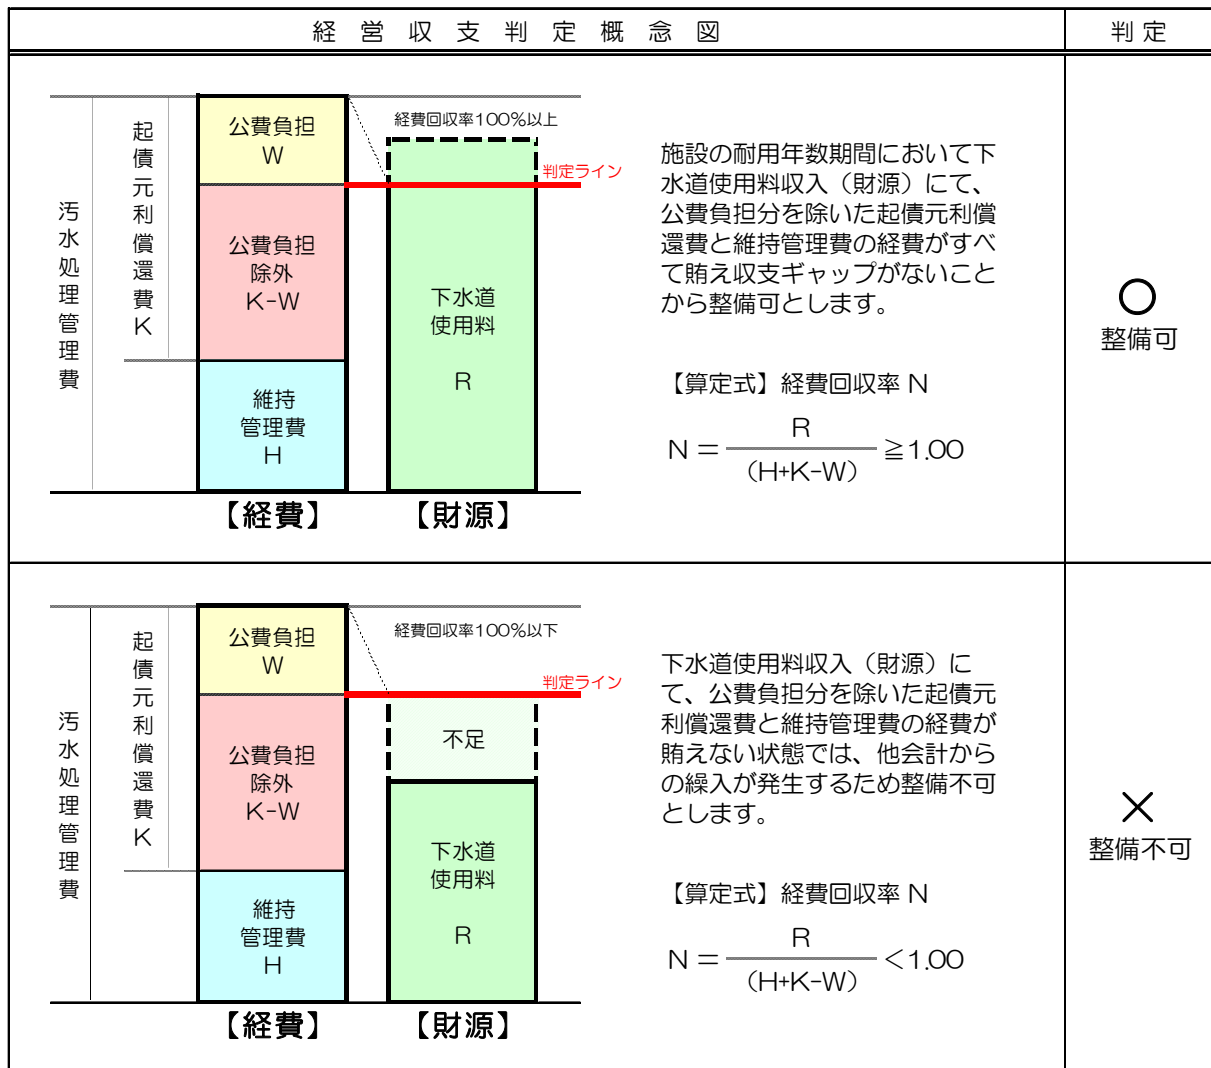 経営収支判定概念図
判定
汚水処理管理費
起債元利償還費K
公費負担
W
公費負担
除外
K-W
維持
管理費
H
経費回収率100%以上
判定ライン
下水道
使用料
R
【経費】
【財源】
施設の耐用年数期間において下
水道使用料収入（財源）にて、
公費負担分を除いた起債元利償
還費と維持管理費の経費がすべ
て賄え収支ギャップがないこと
から整備可とします。
【算定式】経費回収率 N
N＝R/(H+K-W)≧1.00
○
整備可
汚水処理管理費
起債元利償還費K
公費負担
W
公費負担
除外
K-W
維持
管理費
H
経費回収率100%以下
判定ライン
不足
下水道
使用料
R
【経費】
【財源】
下水道使用料収入（財源）に
て、公費負担分を除いた起債元
利償還費と維持管理費の経費が
賄えない状態では、他会計から
の繰入が発生するため整備不可
とします。
【算定式】経費回収率 N
N＝R/(H+K-W)＜1.00
×
整備不可